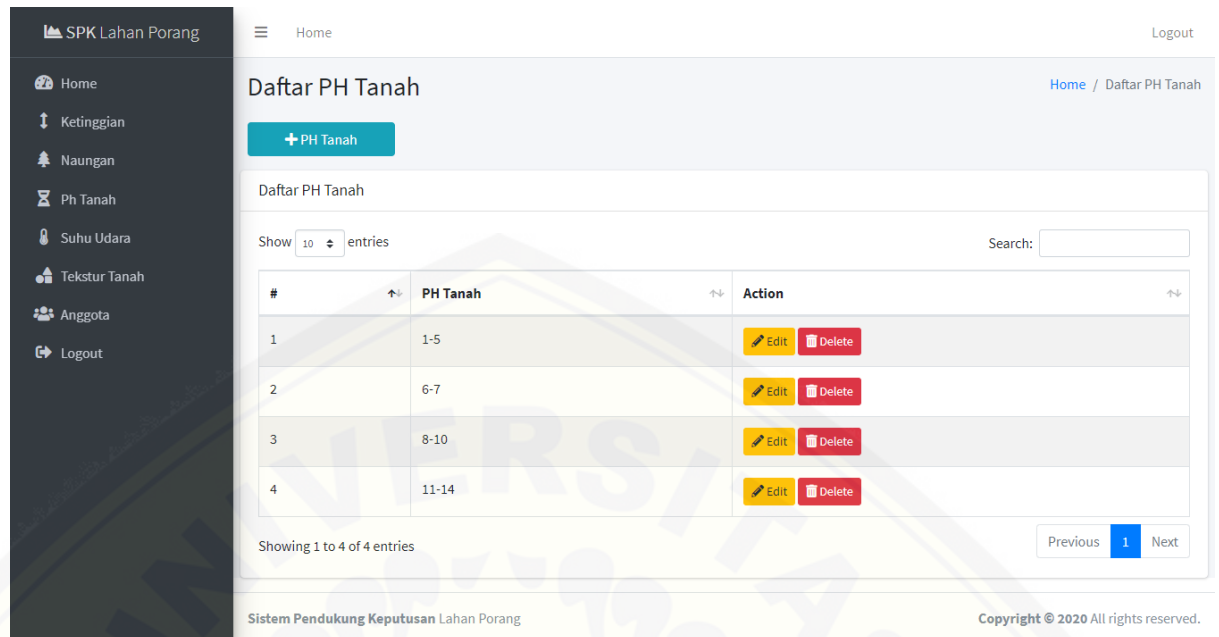 SPK Lahan Porang
Home
Ketinggian
Naungan
Ph Tanah
Suhu Udara
Tekstur Tanah
Anggota
Logout
Home
Logout
Daftar PH Tanah
Home / Daftar PH Tanah
+ PH Tanah
Daftar PH Tanah
Show 10 entries
Search:
# PH Tanah Action
1 1-5 Edit Delete
2 6-7 Edit Delete
3 8-10 Edit Delete
4 11-14 Edit Delete
Showing 1 to 4 of 4 entries
Previous 1 Next
Sistem Pendukung Keputusan Lahan Porang
Copyright © 2020 All rights reserved.